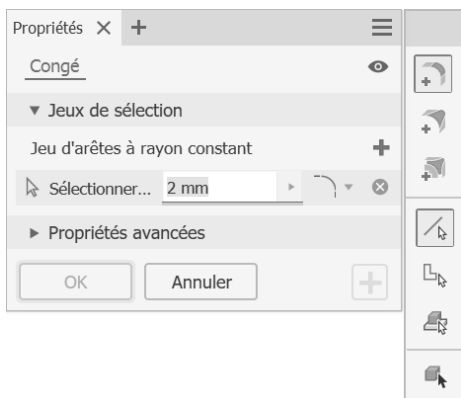 Propriétés
Congé
Jeux de sélection
Jeu d'arêtes à rayon constant
Sélectionner... 2 mm
Propriétés avancées
OK Annuler